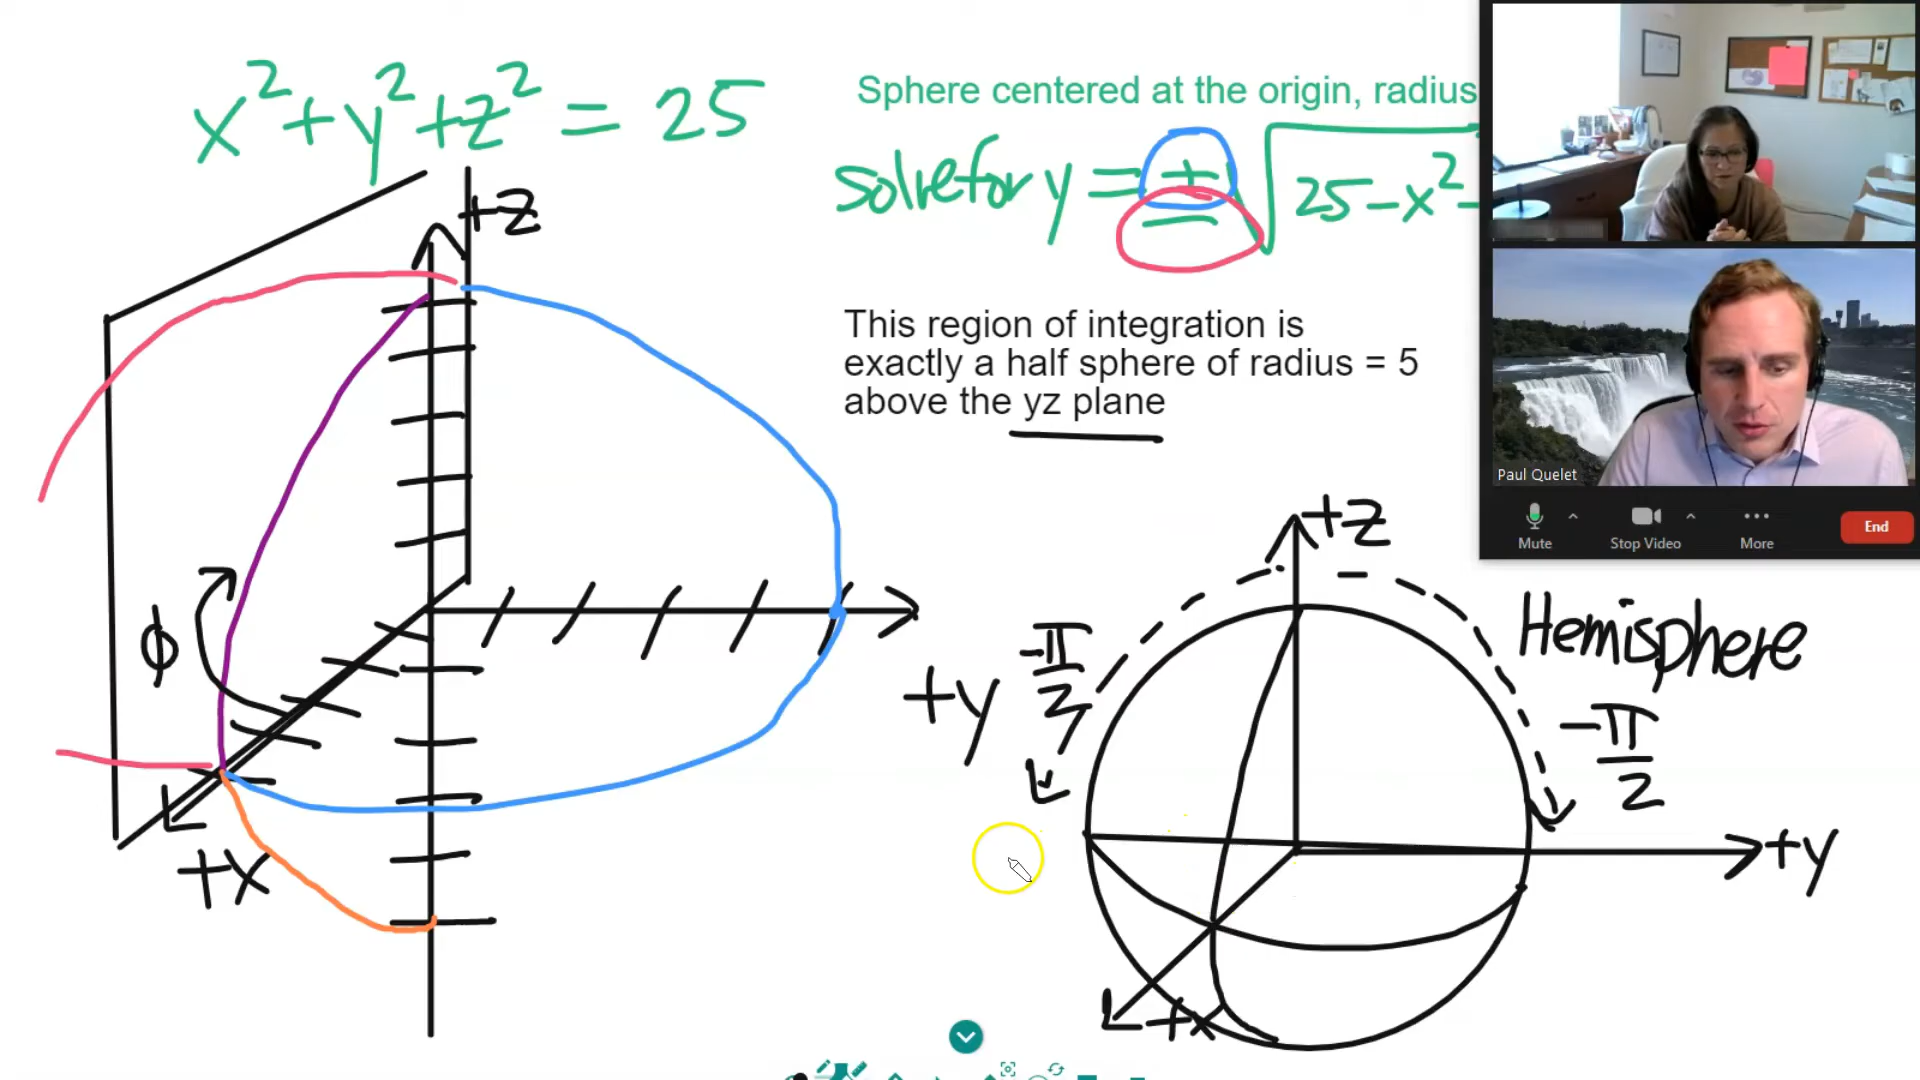 x²+y²+z² = 25
Sphere centered at the origin, radius
solve for y = ± √25-x²-
This region of integration is
exactly a half sphere of radius = 5
above the yz plane
+z
ϕ
+x
+y
+z
Hemisphere
-π/2
-π/2
+y
+x
Paul Quelet
Mute
Stop Video
More
End